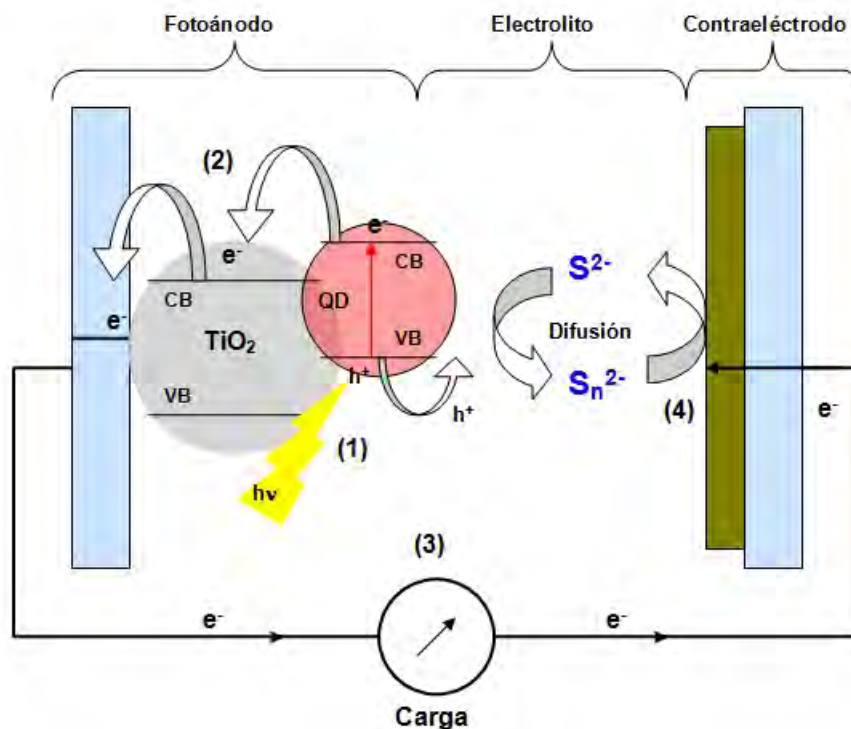 Fotoánodo
Electrolito
Contraeléctrodo
(2)
e⁻
e⁻
CB
QD
CB
e⁻
TiO₂
VB
VB
h⁺
h⁺
(1)
hν
S²⁻
Difusión
Sₙ²⁻
(4)
e⁻
(3)
e⁻
e⁻
Carga